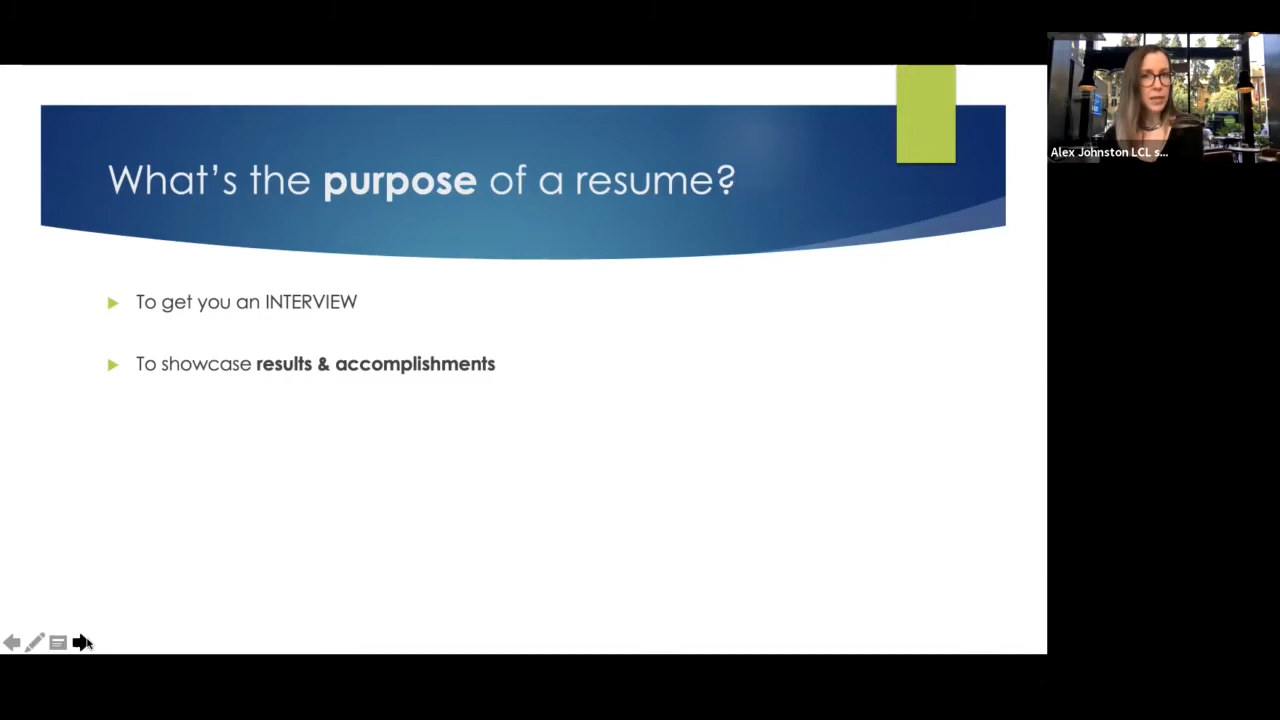 What's the purpose of a resume?
To get you an INTERVIEW
To showcase results & accomplishments
Alex Johnston LCL s...